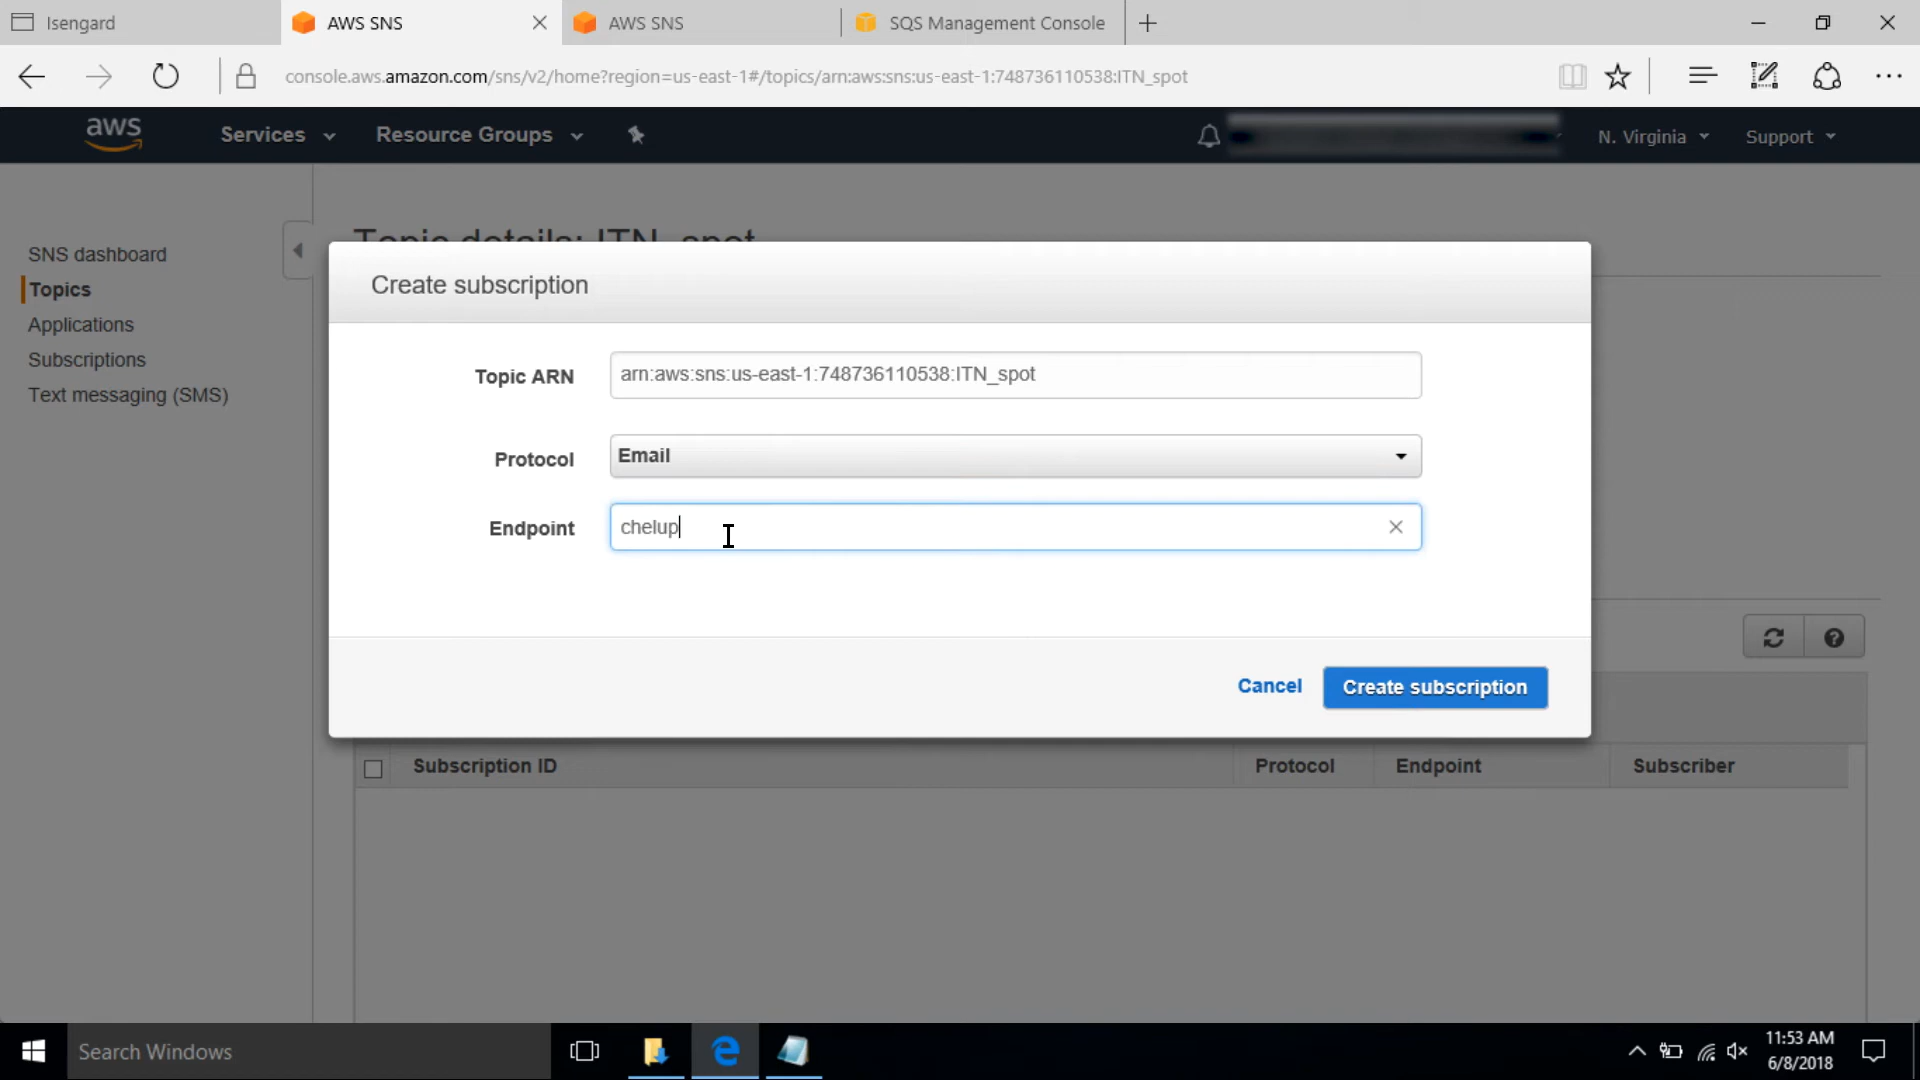 Isengard
AWS SNS
AWS SNS
SQS Management Console
console.aws.amazon.com/sns/v2/home?region=us-east-1#/topics/arn:aws:sns:us-east-1:748736110538:ITN_spot
aws
Services
Resource Groups
N. Virginia
Support
SNS dashboard
Topics
Applications
Subscriptions
Text messaging (SMS)
Topic details: ITN_spot
Create subscription
Topic ARN
arn:aws:sns:us-east-1:748736110538:ITN_spot
Protocol
Email
Endpoint
chelup
Cancel
Create subscription
Subscription ID
Protocol
Endpoint
Subscriber
Search Windows
11:53 AM
6/8/2018